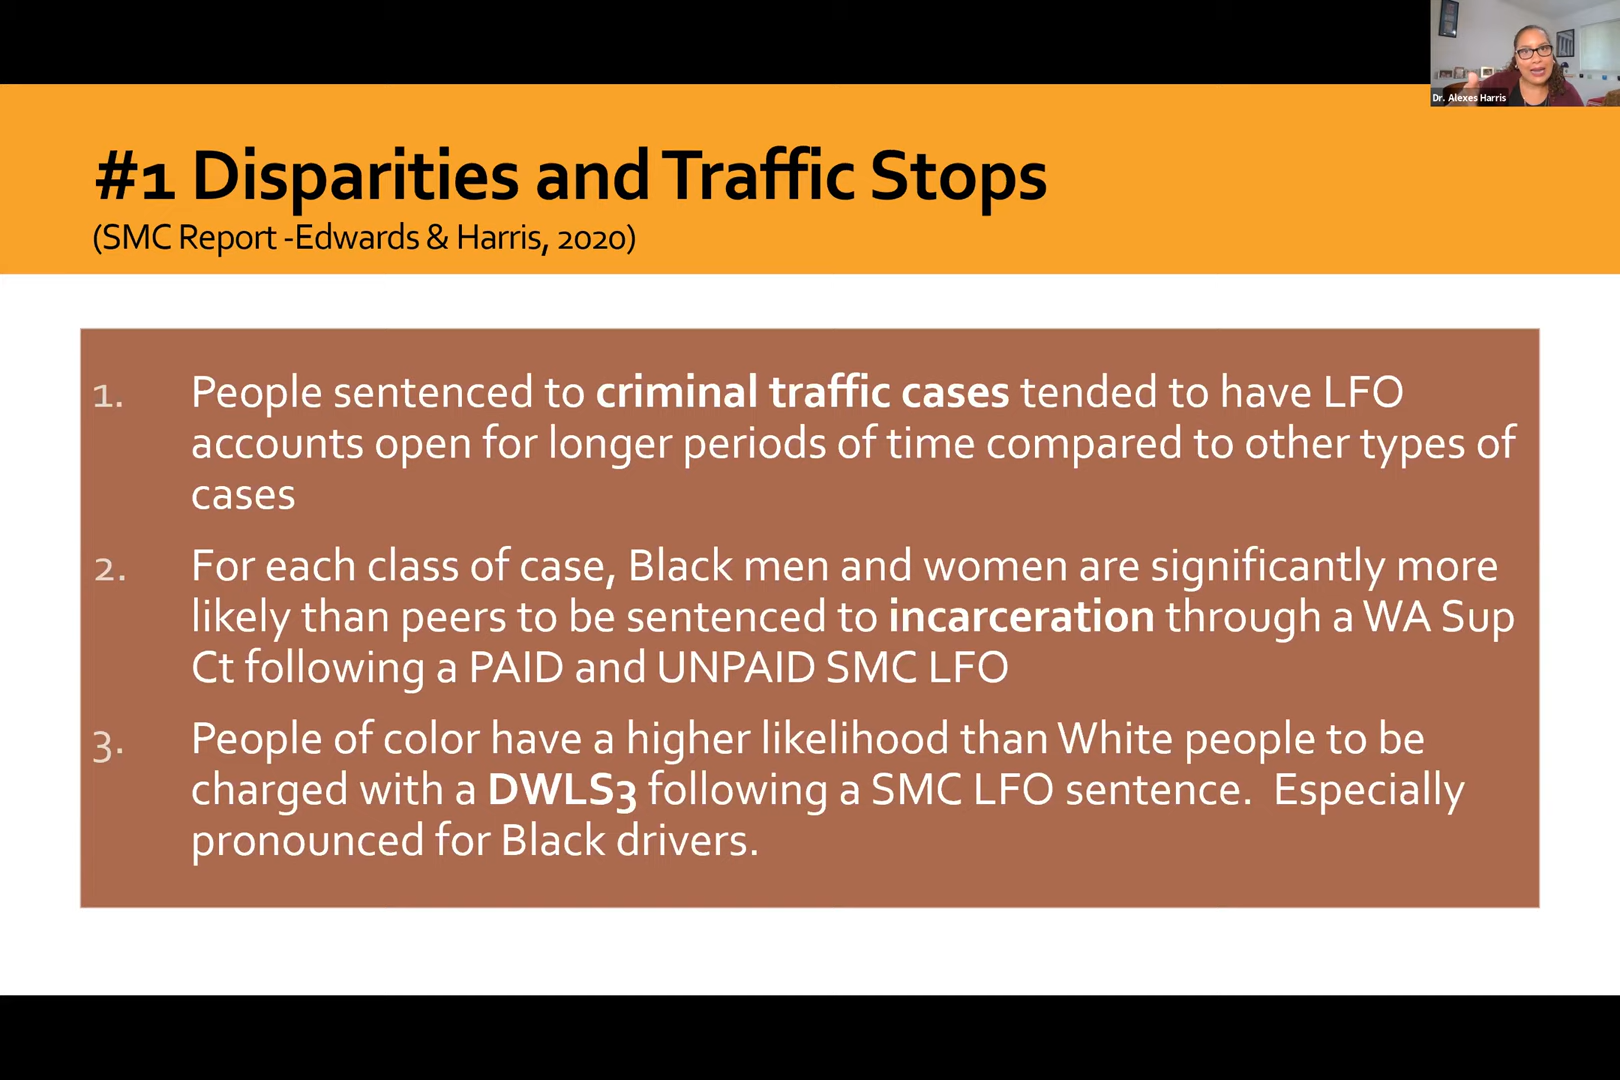 Dr. Alexes Harris
#1 Disparities and Traffic Stops
(SMC Report -Edwards & Harris, 2020)
1. People sentenced to criminal traffic cases tended to have LFO
accounts open for longer periods of time compared to other types of
cases
2. For each class of case, Black men and women are significantly more
likely than peers to be sentenced to incarceration through a WA Sup
Ct following a PAID and UNPAID SMC LFO
3. People of color have a higher likelihood than White people to be
charged with a DWLS3 following a SMC LFO sentence.  Especially
pronounced for Black drivers.